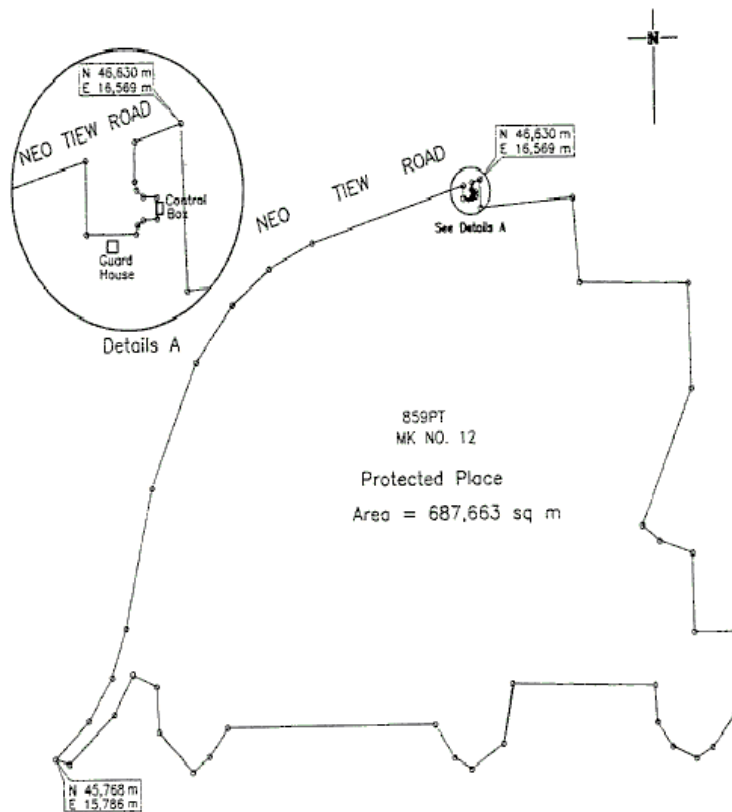 N 46,630 m
E 16,569 m
NEO TIEW ROAD
Control
Box
Guard
House
Details A
N
N 46,630 m
E 16,569 m
NEO TIEW ROAD
See Details A
859PT
MK NO. 12
Protected Place
Area = 687,663 sq m
N 45,768 m
E 15,786 m